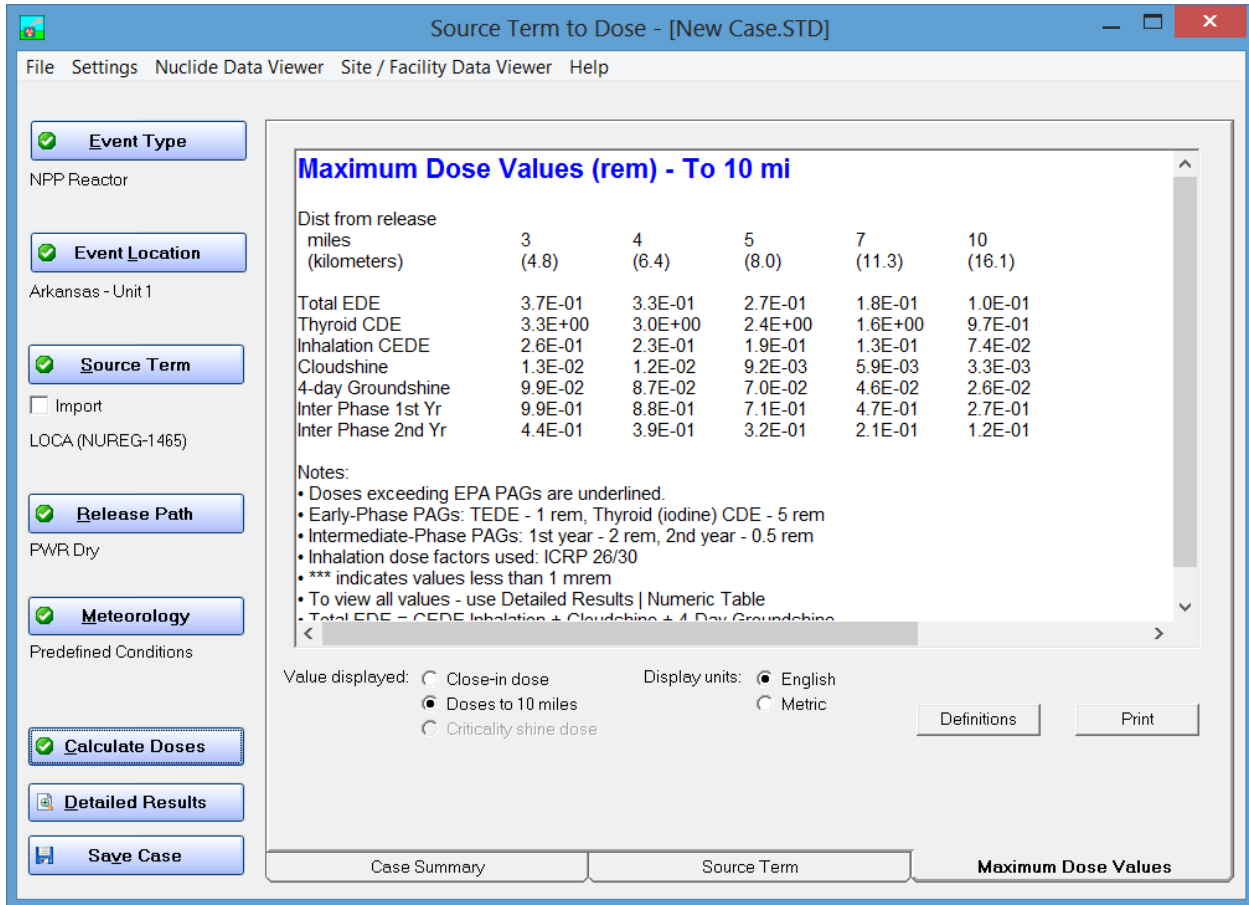 Source Term to Dose - [New Case.STD]
File Settings Nuclide Data Viewer Site / Facility Data Viewer Help
Event Type
NPP Reactor
Event Location
Arkansas - Unit 1
Source Term
Import
LOCA (NUREG-1465)
Release Path
PWR Dry
Meteorology
Predefined Conditions
Calculate Doses
Detailed Results
Save Case
Maximum Dose Values (rem) - To 10 mi
Dist from release
miles 3 4 5 7 10
(kilometers) (4.8) (6.4) (8.0) (11.3) (16.1)
Total EDE 3.7E-01 3.3E-01 2.7E-01 1.8E-01 1.0E-01
Thyroid CDE 3.3E+00 3.0E+00 2.4E+00 1.6E+00 9.7E-01
Inhalation CEDE 2.6E-01 2.3E-01 1.9E-01 1.3E-01 7.4E-02
Cloudshine 1.3E-02 1.2E-02 9.2E-03 5.9E-03 3.3E-03
4-day Groundshine 9.9E-02 8.7E-02 7.0E-02 4.6E-02 2.6E-02
Inter Phase 1st Yr 9.9E-01 8.8E-01 7.1E-01 4.7E-01 2.7E-01
Inter Phase 2nd Yr 4.4E-01 3.9E-01 3.2E-01 2.1E-01 1.2E-01
Notes:
• Doses exceeding EPA PAGs are underlined.
• Early-Phase PAGs: TEDE - 1 rem, Thyroid (iodine) CDE - 5 rem
• Intermediate-Phase PAGs: 1st year - 2 rem, 2nd year - 0.5 rem
• Inhalation dose factors used: ICRP 26/30
• *** indicates values less than 1 mrem
• To view all values - use Detailed Results | Numeric Table
• Total EDE = CEDE Inhalation + Cloudshine + 4-Day Groundshine
Value displayed: Close-in dose Display units: English
Doses to 10 miles Metric
Criticality shine dose
Definitions Print
Case Summary Source Term Maximum Dose Values